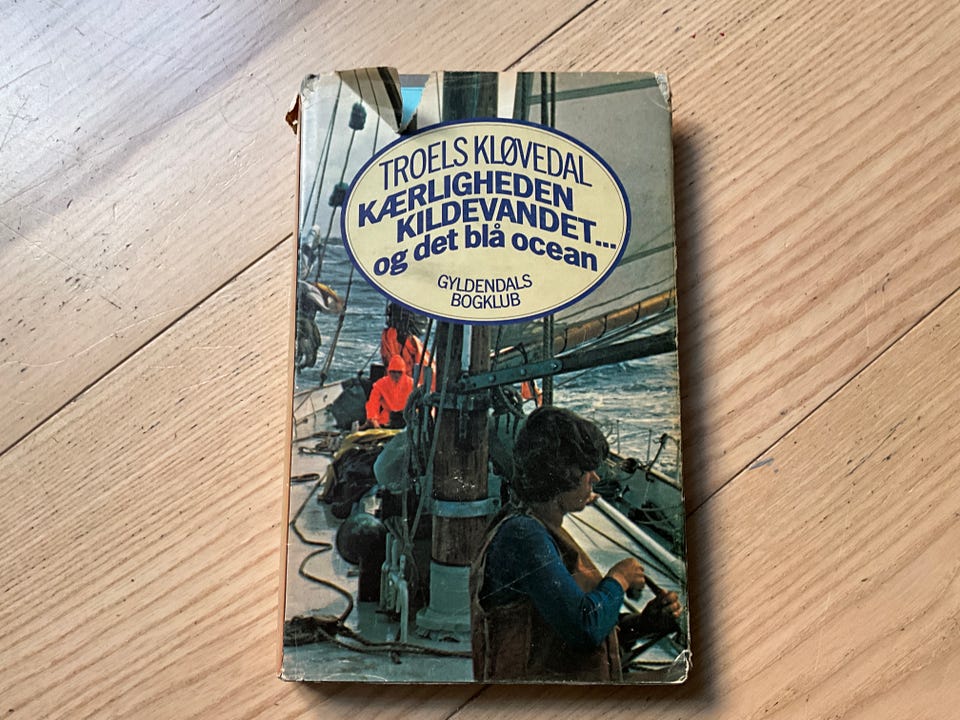 TROELS KLØVEDAL
KÆRLIGHEDEN
KILDEVANDET...
og det blå ocean
GYLDENDALS
BOGKLUB